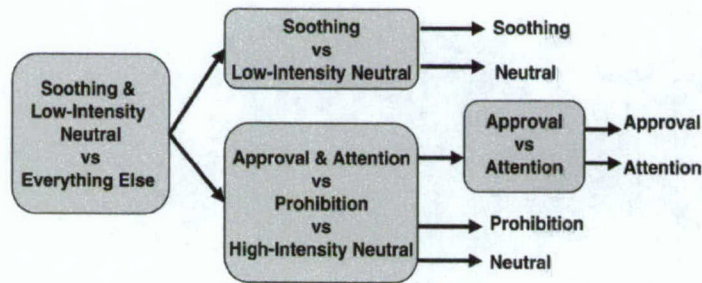 Soothing &
Low-Intensity
Neutral
vs
Everything Else
Soothing
vs
Low-Intensity Neutral
Soothing
Neutral
Approval & Attention
vs
Prohibition
vs
High-Intensity Neutral
Approval
vs
Attention
Approval
Attention
Prohibition
Neutral